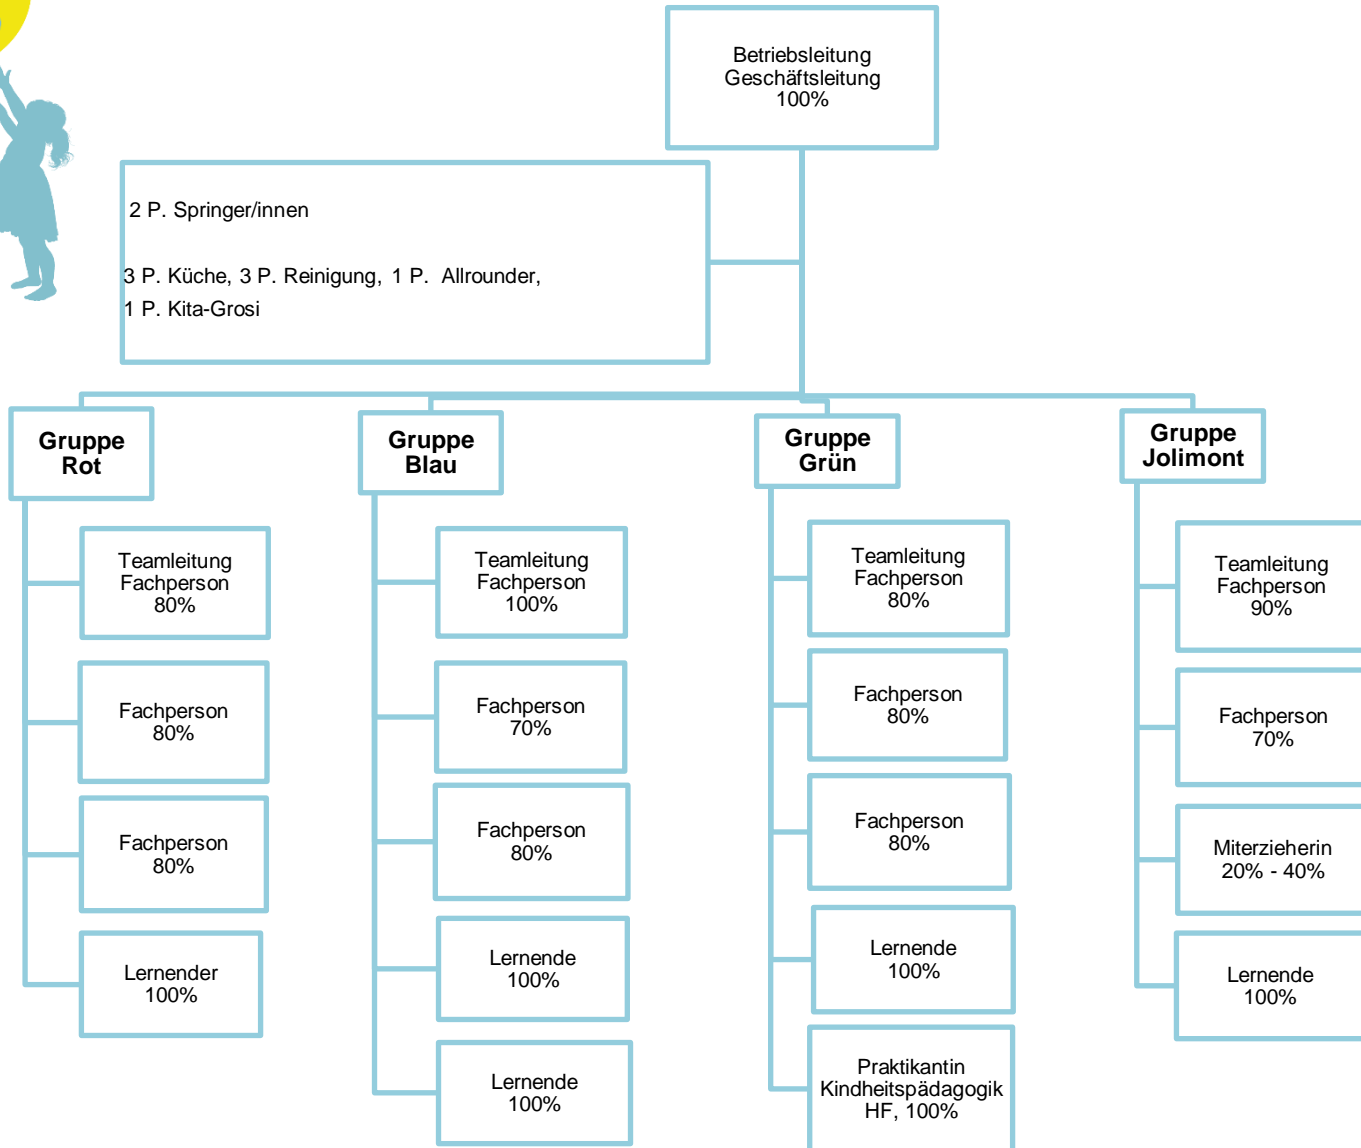 Betriebsleitung
Geschäftsleitung
100%
2 P. Springer/innen
3 P. Küche, 3 P. Reinigung, 1 P. Allrounder,
1 P. Kita-Grosi
Gruppe
Rot
Teamleitung
Fachperson
80%
Fachperson
80%
Fachperson
80%
Lernender
100%
Gruppe
Blau
Teamleitung
Fachperson
100%
Fachperson
70%
Fachperson
80%
Lernende
100%
Lernende
100%
Gruppe
Grün
Teamleitung
Fachperson
80%
Fachperson
80%
Fachperson
80%
Lernende
100%
Praktikantin
Kindheitspädagogik
HF, 100%
Gruppe
Jolimont
Teamleitung
Fachperson
90%
Fachperson
70%
Miterzieherin
20% - 40%
Lernende
100%